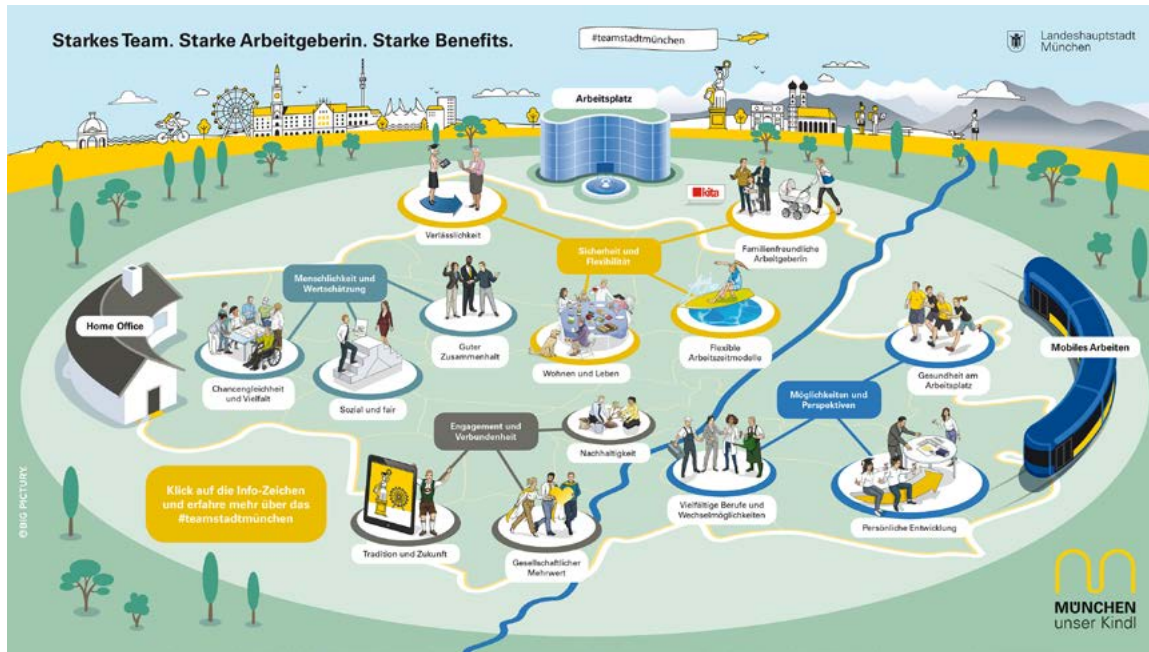 Starkes Team. Starke Arbeitgeberin. Starke Benefits.
#teamstadtmünchen
Landeshauptstadt
München
Arbeitsplatz
kita
Verlässlichkeit
Sicherheit und
Flexibilität
Familienfreundliche
Arbeitgeberin
Menschlichkeit und
Wertschätzung
Home Office
Guter
Zusammenhalt
Wohnen und Leben
Flexible
Arbeitszeitmodelle
Mobiles Arbeiten
Chancengleichheit
und Vielfalt
Sozial und fair
Gesundheit am
Arbeitsplatz
Möglichkeiten und
Perspektiven
Engagement und
Verbundenheit
Nachhaltigkeit
Klick auf die Info-Zeichen
und erfahre mehr über das
#teamstadtmünchen
Vielfältige Berufe und
Wechselmöglichkeiten
Persönliche Entwicklung
Tradition und Zukunft
Gesellschaftlicher
Mehrwert
©BIG PICTURY.
MÜNCHEN
unser Kindl